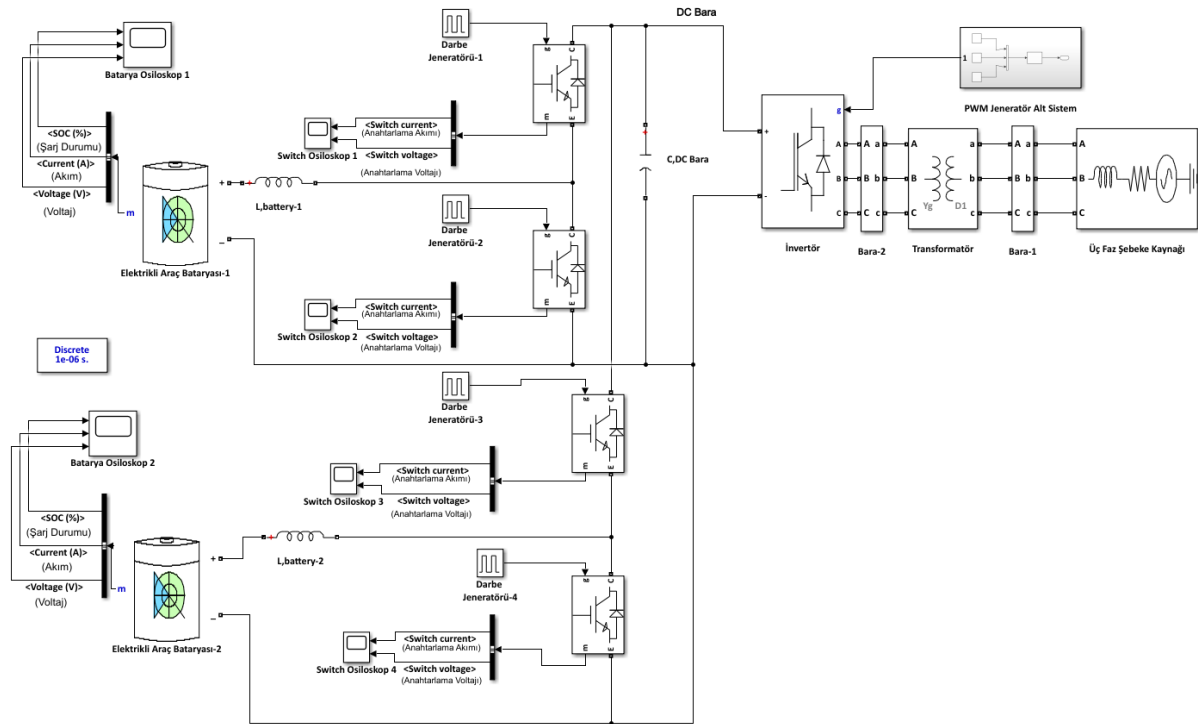 DC Bara
Darbe
Jeneratörü-1
g
C
m
E
Batarya Osiloskop 1
<SOC (%)>
(Şarj Durumu)
<Current (A)>
(Akım)
<Voltage (V)>
(Voltaj)
m
+
_
Elektrikli Araç Bataryası-1
+
L,battery-1
<Switch current>
(Anahtarlama Akımı)
<Switch voltage>
(Anahtarlama Voltajı)
Switch Osiloskop 1
Darbe
Jeneratörü-2
g
C
m
E
<Switch current>
(Anahtarlama Akımı)
<Switch voltage>
(Anahtarlama Voltajı)
Switch Osiloskop 2
+
C,DC Bara
1
PWM Jeneratör Alt Sistem
g
+
-
A
B
C
İnvertör
A a
B b
C c
Bara-2
A a
B b
C c
Yg D1
Transformatör
A a
B b
C c
Bara-1
A
B
C
Üç Faz Şebeke Kaynağı
Discrete
1e-06 s.
Darbe
Jeneratörü-3
g
C
m
E
Batarya Osiloskop 2
<SOC (%)>
(Şarj Durumu)
<Current (A)>
(Akım)
<Voltage (V)>
(Voltaj)
m
+
_
Elektrikli Araç Bataryası-2
+
L,battery-2
<Switch current>
(Anahtarlama Akımı)
<Switch voltage>
(Anahtarlama Voltajı)
Switch Osiloskop 3
Darbe
Jeneratörü-4
g
C
m
E
<Switch current>
(Anahtarlama Akımı)
<Switch voltage>
(Anahtarlama Voltajı)
Switch Osiloskop 4